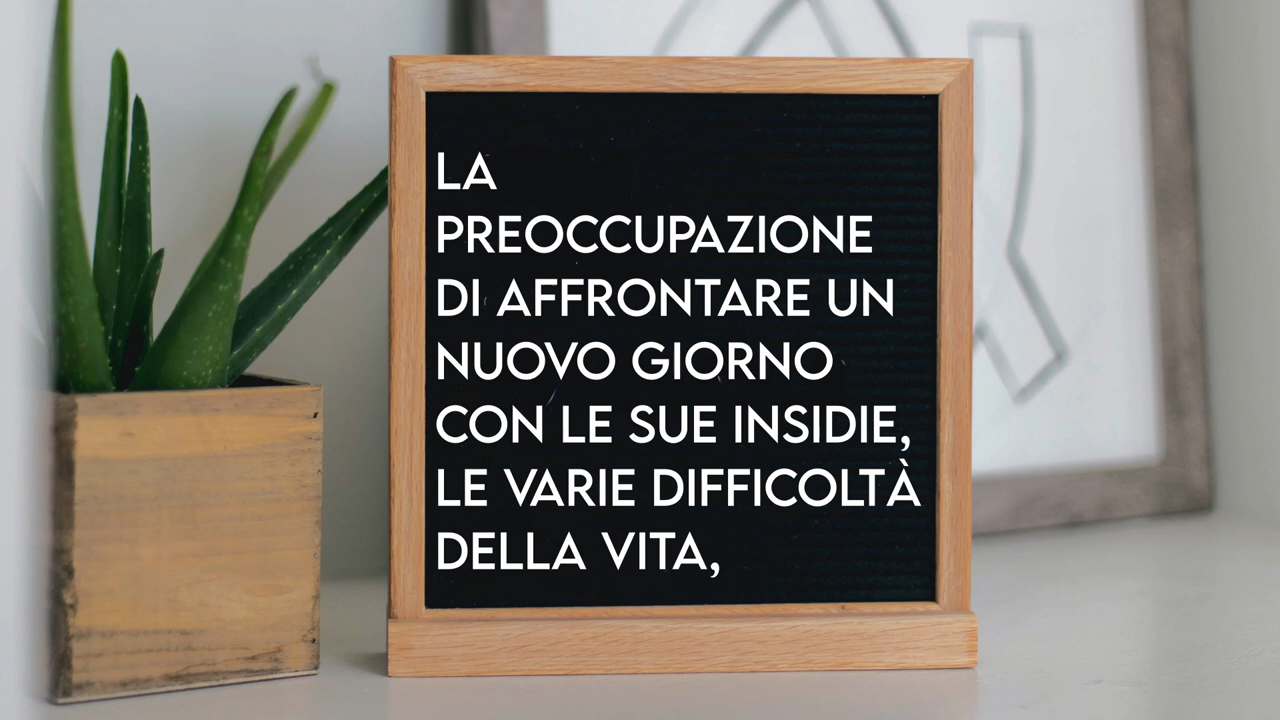 LA
PREOCCUPAZIONE
DI AFFRONTARE UN
NUOVO GIORNO
CON LE SUE INSIDIE,
LE VARIE DIFFICOLTÀ
DELLA VITA,